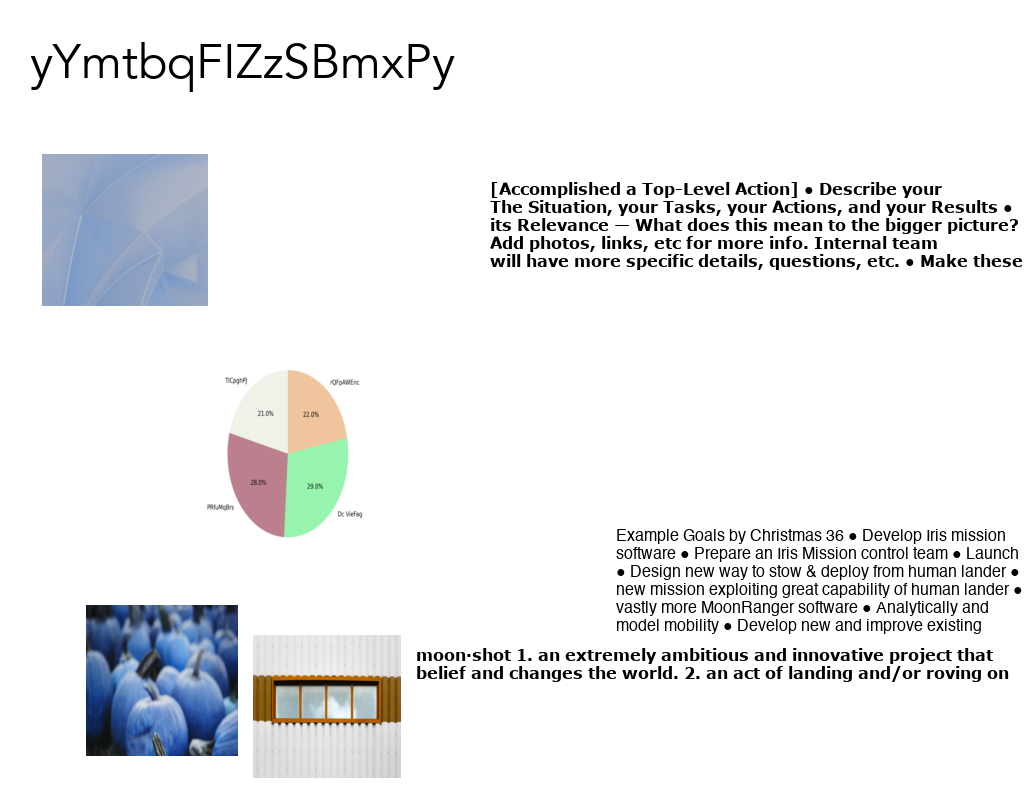 yYmtbqFIZzSBmxPy
[Accomplished a Top-Level Action] ● Describe your
The Situation, your Tasks, your Actions, and your Results ●
its Relevance — What does this mean to the bigger picture?
Add photos, links, etc for more info. Internal team
will have more specific details, questions, etc. ● Make these
TlCpghPJ
rQFpAWEnc
21.0%
22.0%
28.0%
29.0%
PRfuMqBrs
Dc VieFag
Example Goals by Christmas 36 ● Develop Iris mission
software ● Prepare an Iris Mission control team ● Launch
● Design new way to stow & deploy from human lander ●
new mission exploiting great capability of human lander ●
vastly more MoonRanger software ● Analytically and
model mobility ● Develop new and improve existing
moon·shot 1. an extremely ambitious and innovative project that
belief and changes the world. 2. an act of landing and/or roving on